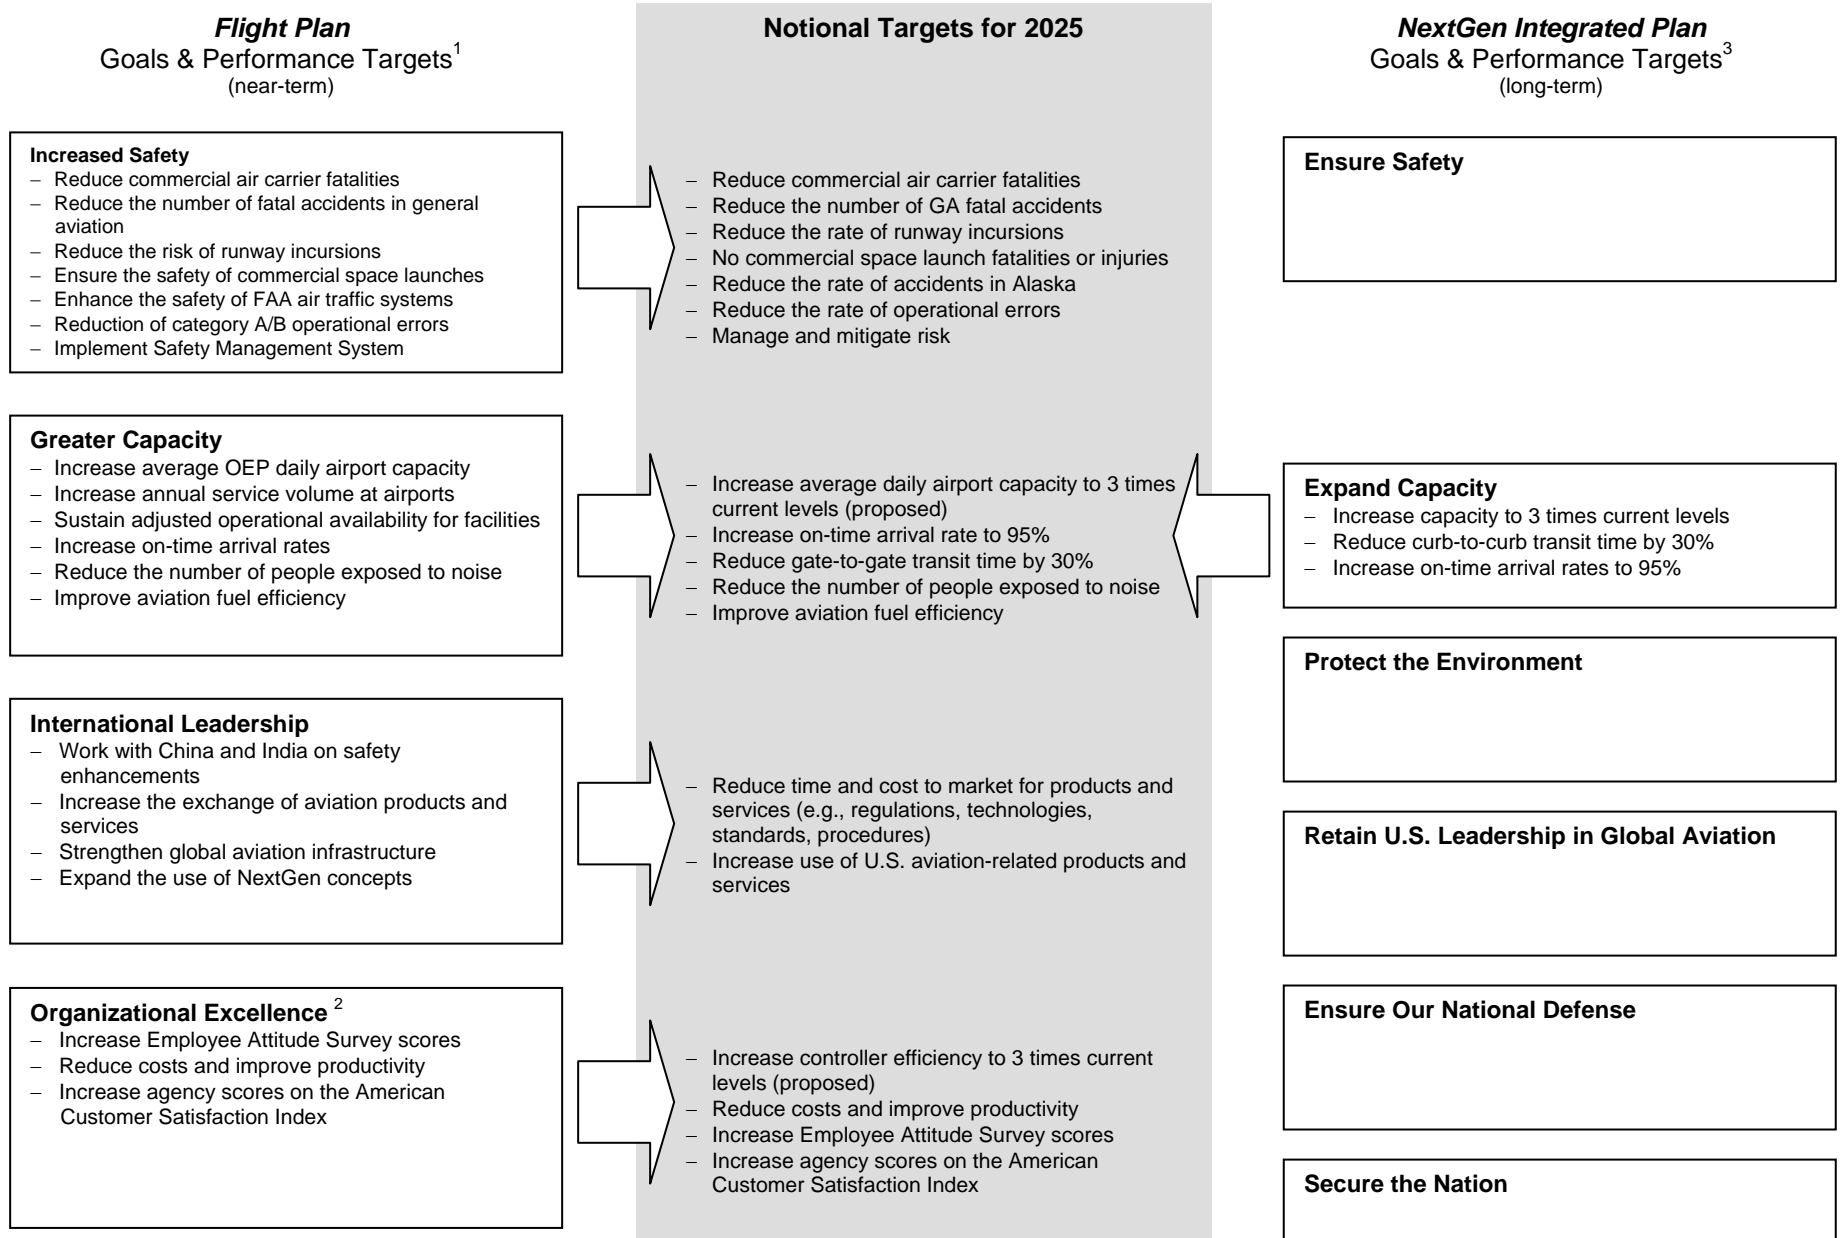 Flight Plan
Goals & Performance Targets1
(near-term)
Increased Safety
– Reduce commercial air carrier fatalities
– Reduce the number of fatal accidents in general
aviation
– Reduce the risk of runway incursions
– Ensure the safety of commercial space launches
– Enhance the safety of FAA air traffic systems
– Reduction of category A/B operational errors
– Implement Safety Management System
Greater Capacity
– Increase average OEP daily airport capacity
– Increase annual service volume at airports
– Sustain adjusted operational availability for facilities
– Increase on-time arrival rates
– Reduce the number of people exposed to noise
– Improve aviation fuel efficiency
International Leadership
– Work with China and India on safety
enhancements
– Increase the exchange of aviation products and
services
– Strengthen global aviation infrastructure
– Expand the use of NextGen concepts
Organizational Excellence 2
– Increase Employee Attitude Survey scores
– Reduce costs and improve productivity
– Increase agency scores on the American
Customer Satisfaction Index
Notional Targets for 2025
– Reduce commercial air carrier fatalities
– Reduce the number of GA fatal accidents
– Reduce the rate of runway incursions
– No commercial space launch fatalities or injuries
– Reduce the rate of accidents in Alaska
– Reduce the rate of operational errors
– Manage and mitigate risk
– Increase average daily airport capacity to 3 times
current levels (proposed)
– Increase on-time arrival rate to 95%
– Reduce gate-to-gate transit time by 30%
– Reduce the number of people exposed to noise
– Improve aviation fuel efficiency
– Reduce time and cost to market for products and
services (e.g., regulations, technologies,
standards, procedures)
– Increase use of U.S. aviation-related products and
services
– Increase controller efficiency to 3 times current
levels (proposed)
– Reduce costs and improve productivity
– Increase Employee Attitude Survey scores
– Increase agency scores on the American
Customer Satisfaction Index
NextGen Integrated Plan
Goals & Performance Targets3
(long-term)
Ensure Safety
Expand Capacity
– Increase capacity to 3 times current levels
– Reduce curb-to-curb transit time by 30%
– Increase on-time arrival rates to 95%
Protect the Environment
Retain U.S. Leadership in Global Aviation
Ensure Our National Defense
Secure the Nation